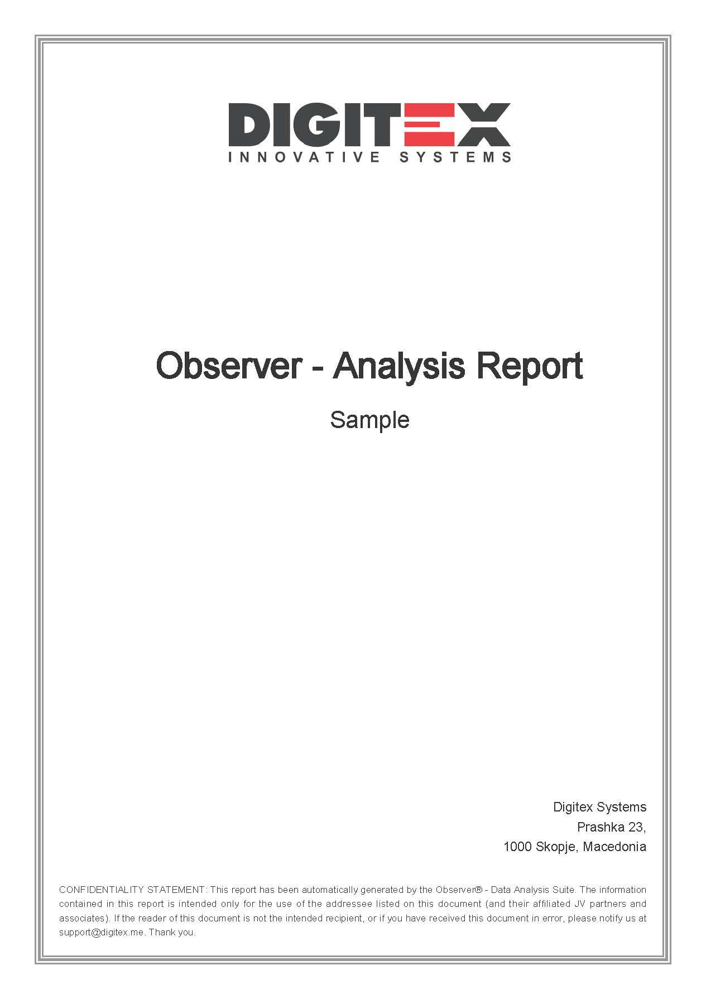 DIGITEX
INNOVATIVE SYSTEMS
Observer - Analysis Report
Sample
Digitex Systems
Prashka 23,
1000 Skopje, Macedonia
CONFIDENTIALITY STATEMENT: This report has been automatically generated by the Observer® - Data Analysis Suite. The information
contained in this report is intended only for the use of the addressee listed on this document (and their affiliated JV partners and
associates). If the reader of this document is not the intended recipient, or if you have received this document in error, please notify us at
support@digitex.me. Thank you.